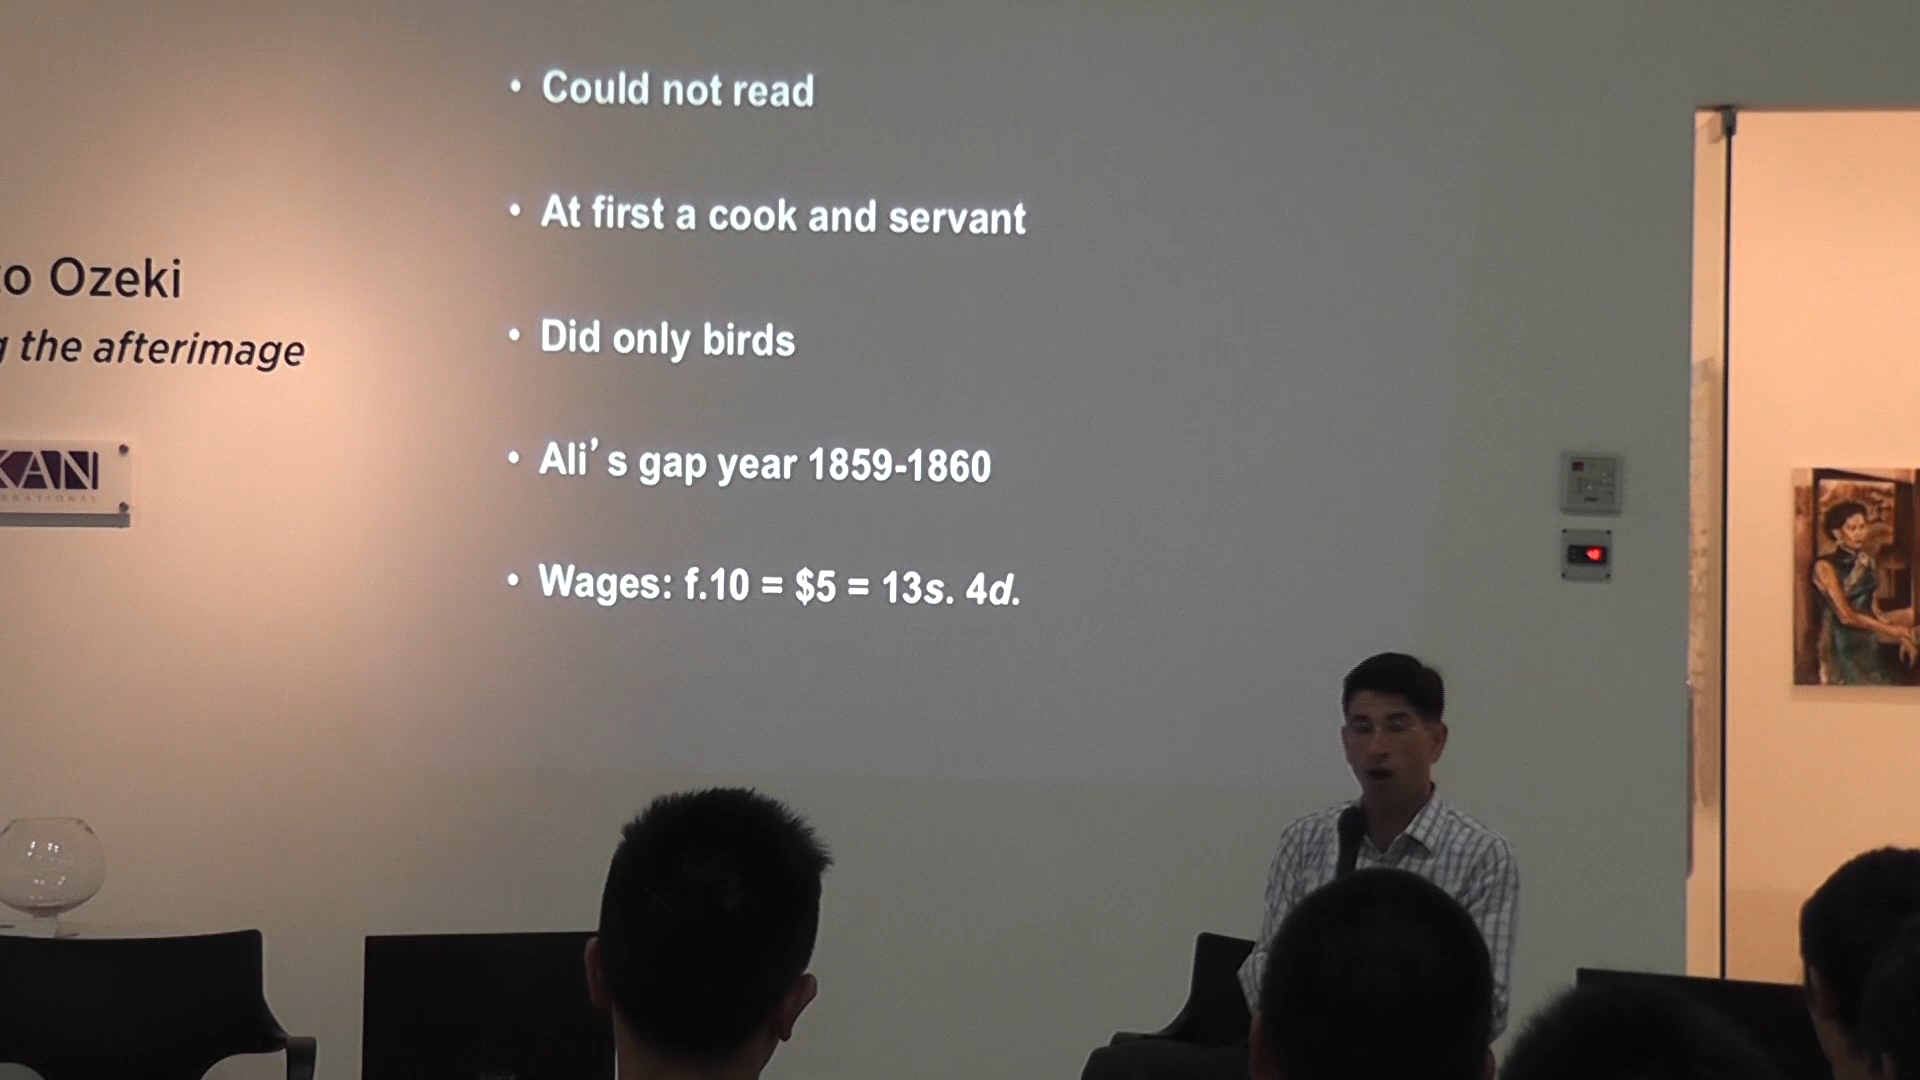 • Could not read
• At first a cook and servant
• Did only birds
• Ali's gap year 1859-1860
• Wages: f.10 = $5 = 13s. 4d.
Ozeki
the afterimage
KAN